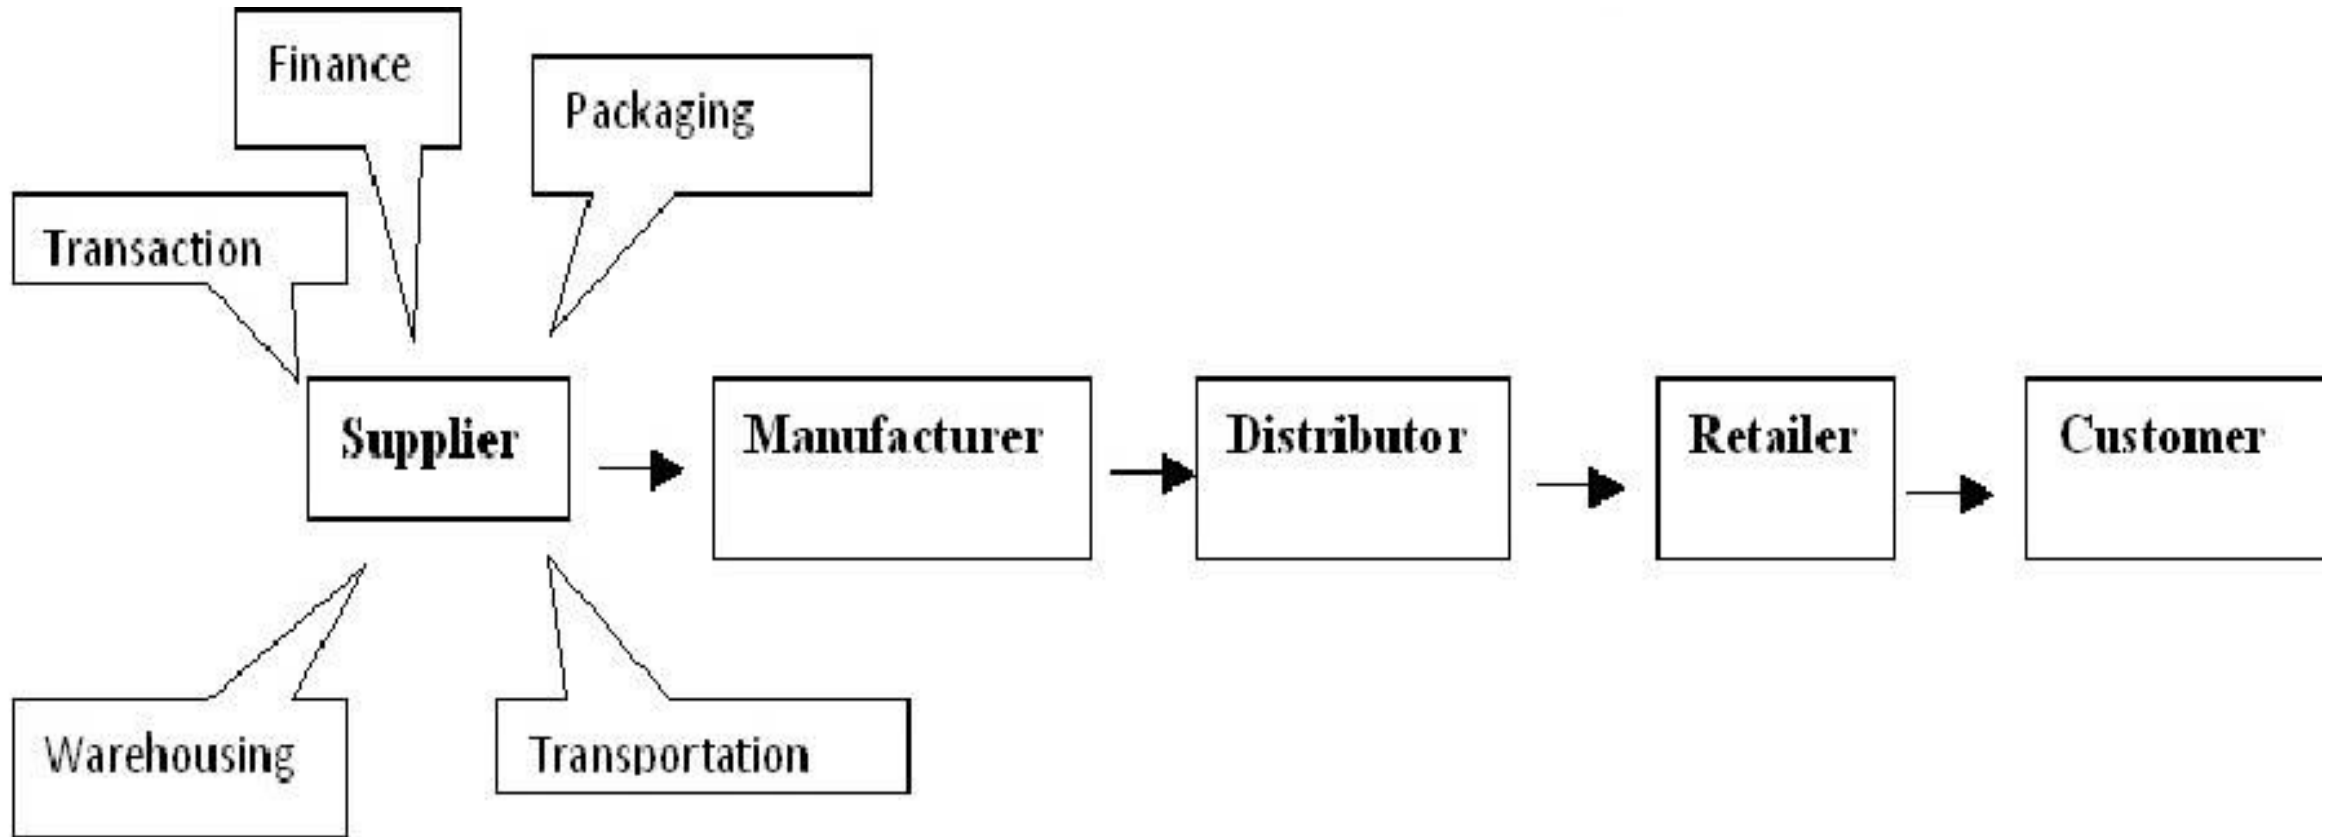 Finance
Packaging
Transaction
Supplier
Manufacturer
Distributor
Retailer
Customer
Warehousing
Transportation